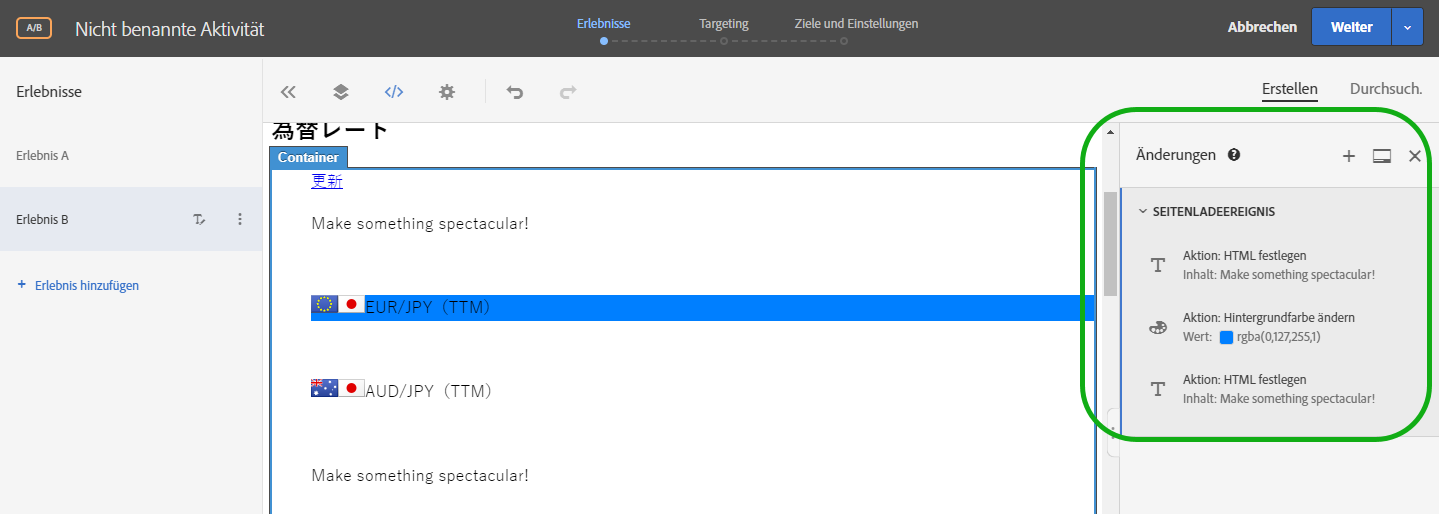 A/B
Nicht benannte Aktivität
Erlebnisse
Targeting
Ziele und Einstellungen
Abbrechen
Weiter
Erlebnisse
Erstellen
Durchsuch.
Erlebnis A
Erlebnis B
Erlebnis hinzufügen
為替レート
Container
更新
Make something spectacular!
EUR/JPY（TTM）
AUD/JPY（TTM）
Make something spectacular!
Änderungen
SEITENLADEEREIGNIS
Aktion: HTML festlegen
Inhalt: Make something spectacular!
Aktion: Hintergrundfarbe ändern
Wert: rgba(0,127,255,1)
Aktion: HTML festlegen
Inhalt: Make something spectacular!